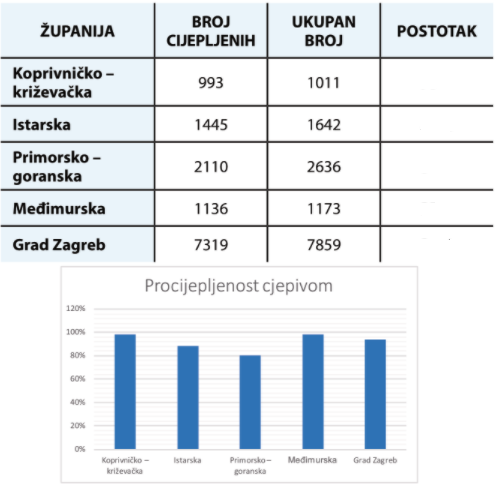 ŽUPANIJA BROJ CIJEPLJENIH UKUPAN BROJ POSTOTAK
Koprivničko – križevačka 993 1011
Istarska 1445 1642
Primorsko – goranska 2110 2636
Međimurska 1136 1173
Grad Zagreb 7319 7859
Procijepljenost cjepivom
120%
100%
80%
60%
40%
20%
0%
Koprivničko – križevačka Istarska Primorsko – goranska Međimurska Grad Zagreb